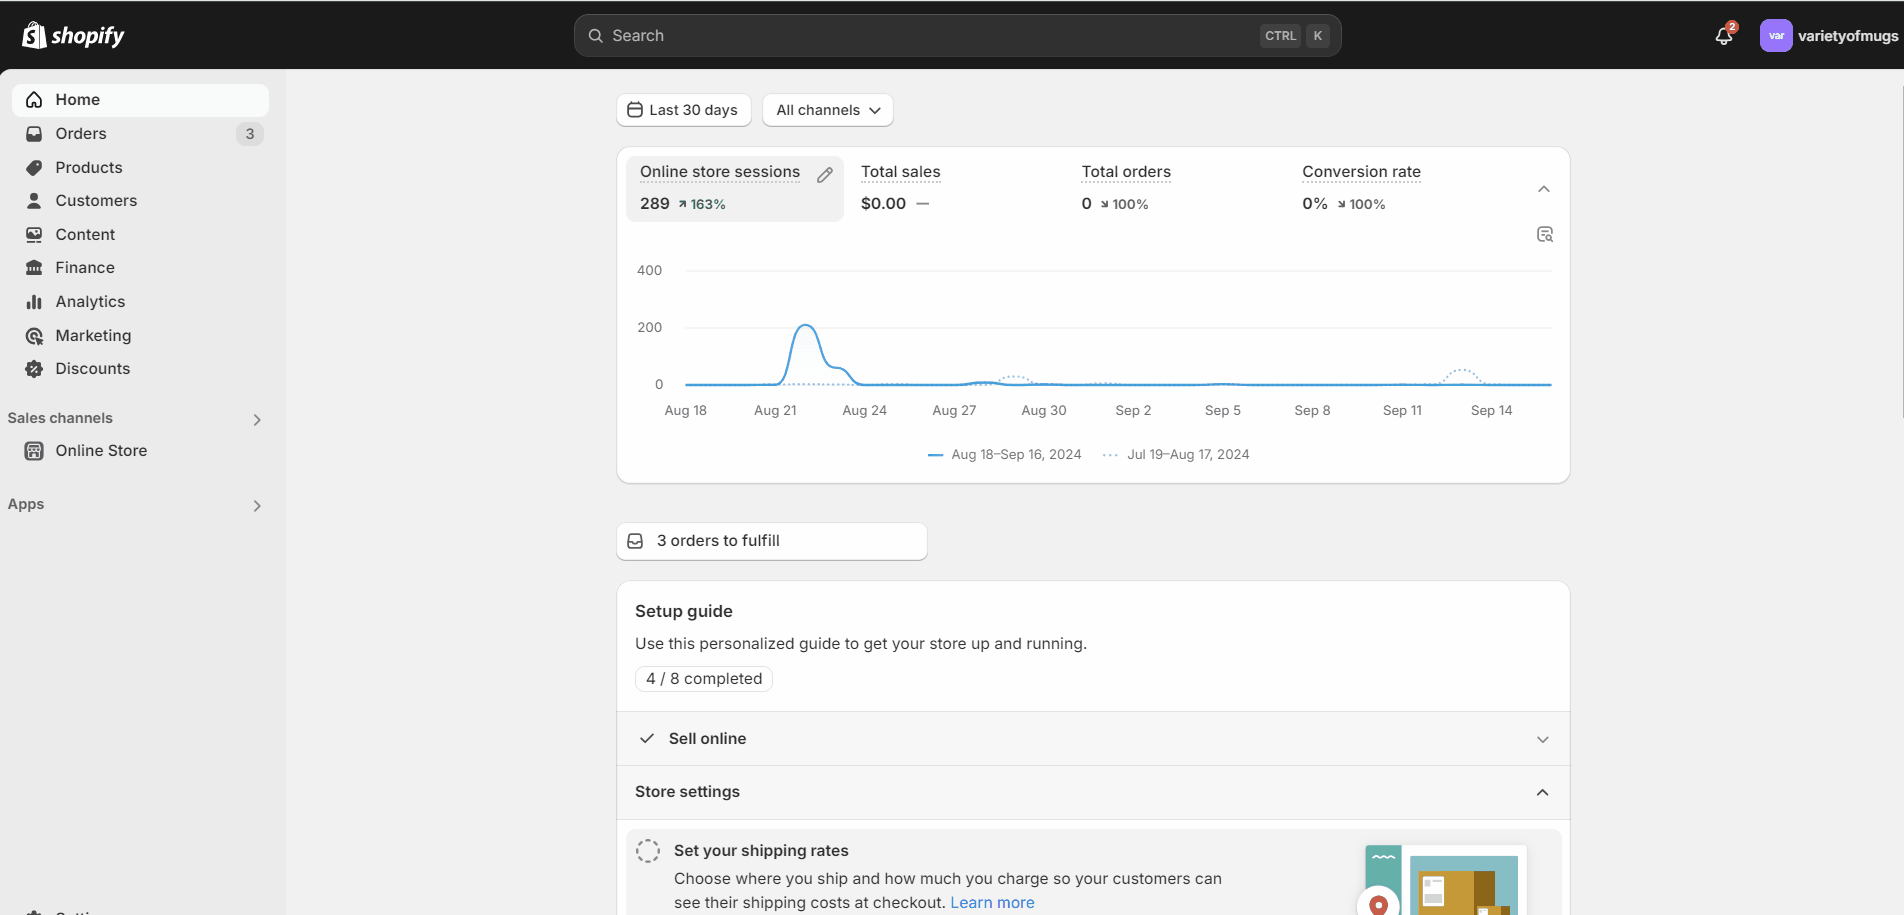 shopify
Search
CTRL K
2
var
varietyofmugs
Home
Orders
3
Products
Customers
Content
Finance
Analytics
Marketing
Discounts
Sales channels
Online Store
Apps
Last 30 days
All channels
Online store sessions
289
163%
Total sales
$0.00 —
Total orders
0
100%
Conversion rate
0%
100%
400
200
0
Aug 18
Aug 21
Aug 24
Aug 27
Aug 30
Sep 2
Sep 5
Sep 8
Sep 11
Sep 14
Aug 18–Sep 16, 2024
Jul 19–Aug 17, 2024
3 orders to fulfill
Setup guide
Use this personalized guide to get your store up and running.
4 / 8 completed
Sell online
Store settings
Set your shipping rates
Choose where you ship and how much you charge so your customers can
see their shipping costs at checkout. Learn more